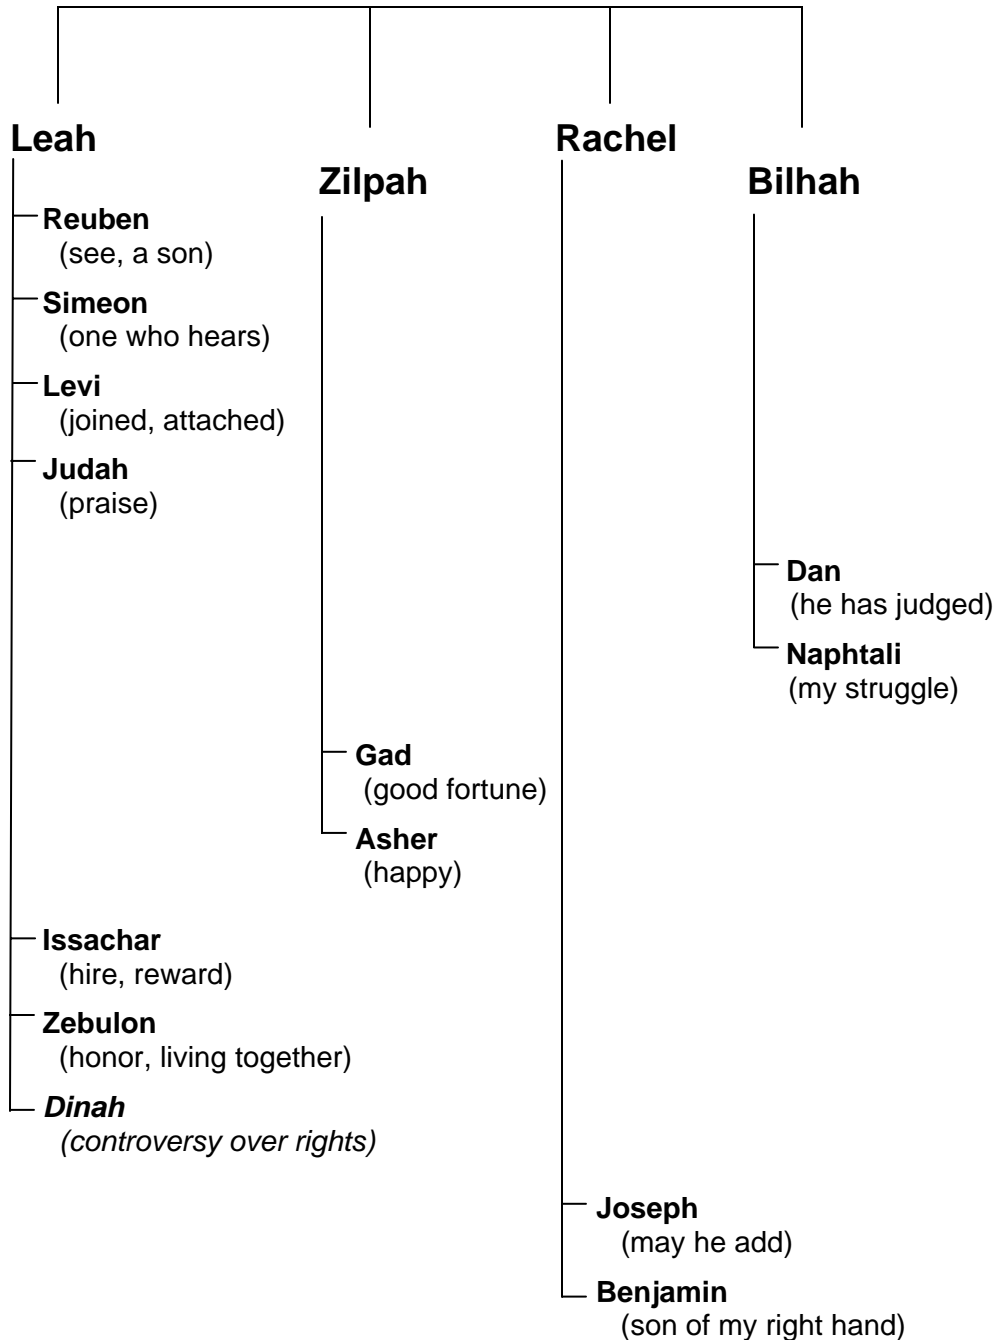 Leah
Reuben
(see, a son)
Simeon
(one who hears)
Levi
(joined, attached)
Judah
(praise)
Issachar
(hire, reward)
Zebulon
(honor, living together)
Dinah
(controversy over rights)
Zilpah
Gad
(good fortune)
Asher
(happy)
Rachel
Joseph
(may he add)
Benjamin
(son of my right hand)
Bilhah
Dan
(he has judged)
Naphtali
(my struggle)